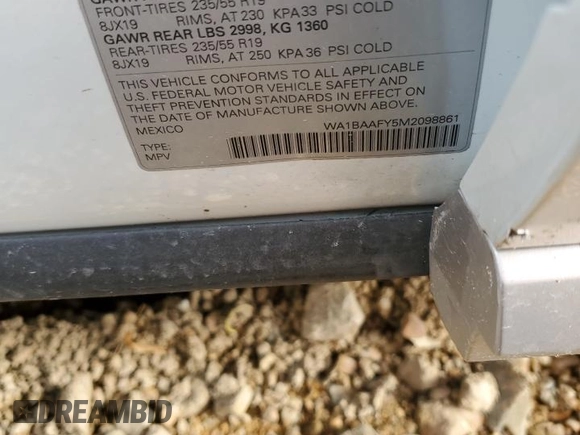 FRONT-TIRES 235/55 R19
8JX19 RIMS, AT 230 KPA 33 PSI COLD
GAWR REAR LBS 2998, KG 1360
REAR-TIRES 235/55 R19
8JX19 RIMS, AT 250 KPA 36 PSI COLD
THIS VEHICLE CONFORMS TO ALL APPLICABLE
U.S. FEDERAL MOTOR VEHICLE SAFETY AND
THEFT PREVENTION STANDARDS IN EFFECT ON
THE DATE OF MANUFACTURE SHOWN ABOVE.
MEXICO
WA1BAAFY5M2098861
TYPE:
MPV
DREAMBID